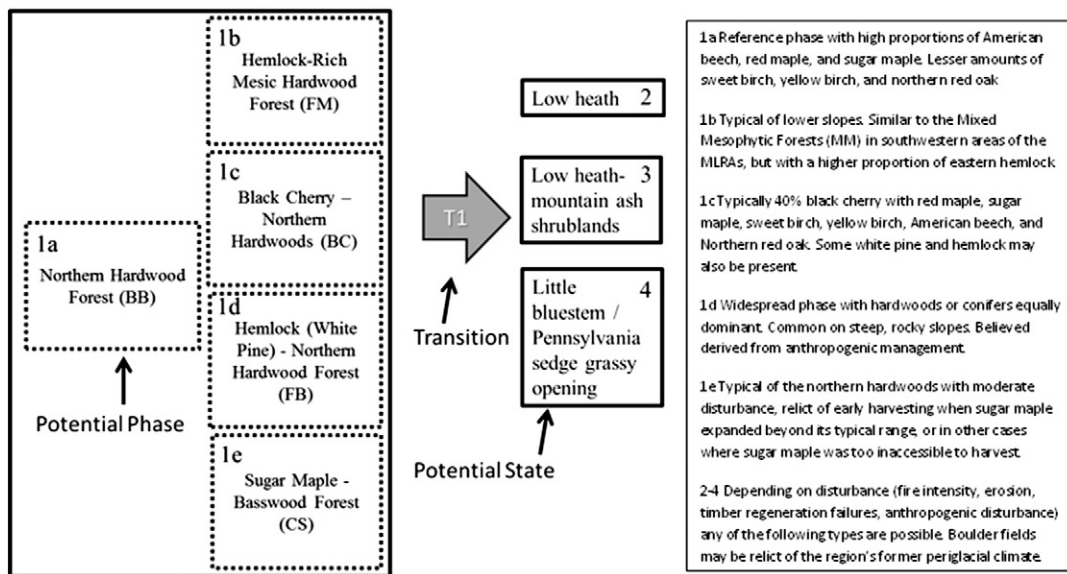 1b
Hemlock-Rich
Mesic Hardwood
Forest (FM)
1c
Black Cherry –
Northern
Hardwoods (BC)
1a
Northern Hardwood
Forest (BB)
1d
Hemlock (White
Pine) - Northern
Hardwood Forest
(FB)
1e
Sugar Maple -
Basswood Forest
(CS)
Potential Phase
T1
Transition
Low heath 2
Low heath- 3
mountain ash
shrublands
Little 4
bluestem /
Pennsylvania
sedge grassy
opening
Potential State
1a Reference phase with high proportions of American
beech, red maple, and sugar maple. Lesser amounts of
sweet birch, yellow birch, and northern red oak
1b Typical of lower slopes. Similar to the Mixed
Mesophytic Forests (MM) in southwestern areas of the
MLRAs, but with a higher proportion of eastern hemlock
1c Typically 40% black cherry with red maple, sugar
maple, sweet birch, yellow birch, American beech, and
Northern red oak. Some white pine and hemlock may
also be present.
1d Widespread phase with hardwoods or conifers equally
dominant. Common on steep, rocky slopes. Believed
derived from anthropogenic management.
1e Typical of the northern hardwoods with moderate
disturbance, relict of early harvesting when sugar maple
expanded beyond its typical range, or in other cases
where sugar maple was too inaccessible to harvest.
2-4 Depending on disturbance (fire intensity, erosion,
timber regeneration failures, anthropogenic disturbance)
any of the following types are possible. Boulder fields
may be relict of the region's former periglacial climate.